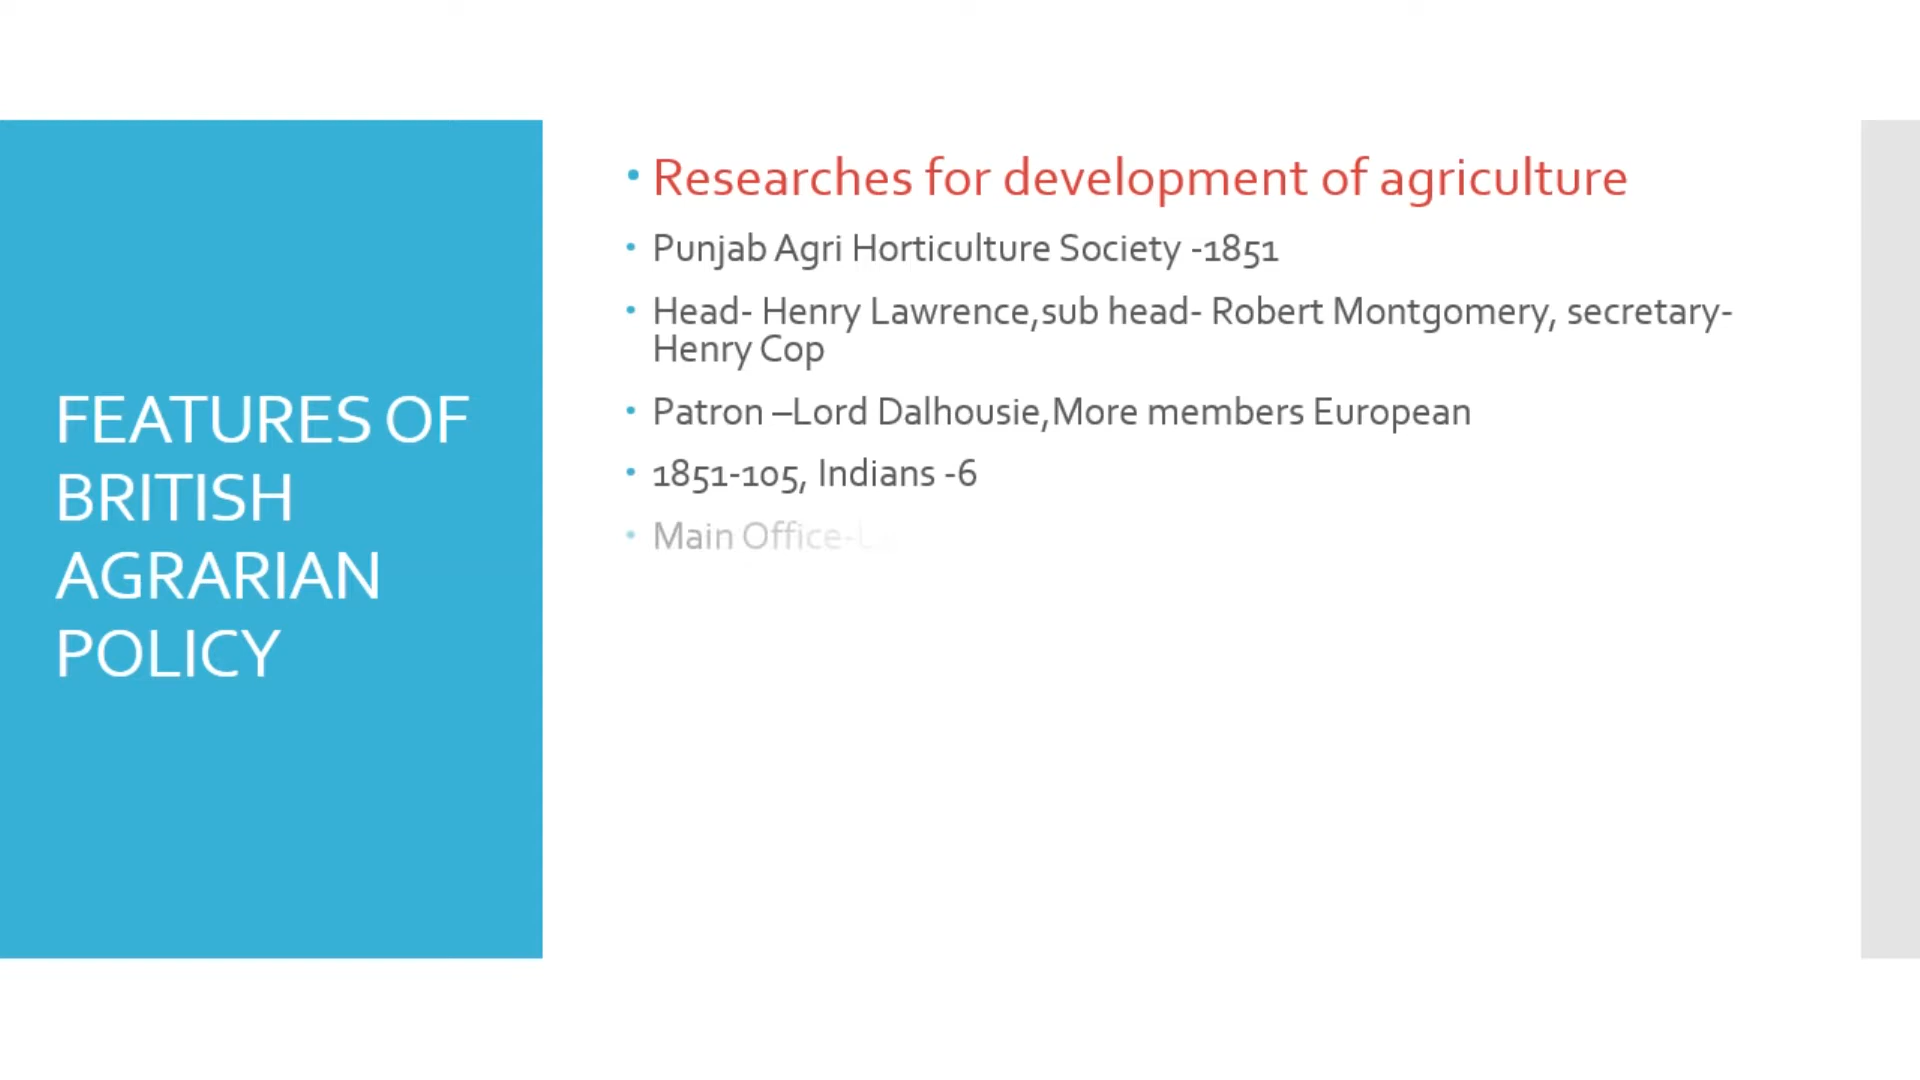 FEATURES OF
BRITISH
AGRARIAN
POLICY
• Researches for development of agriculture
• Punjab Agri Horticulture Society -1851
• Head- Henry Lawrence,sub head- Robert Montgomery, secretary-
Henry Cop
• Patron –Lord Dalhousie,More members European
• 1851-105, Indians -6
• Main Office-